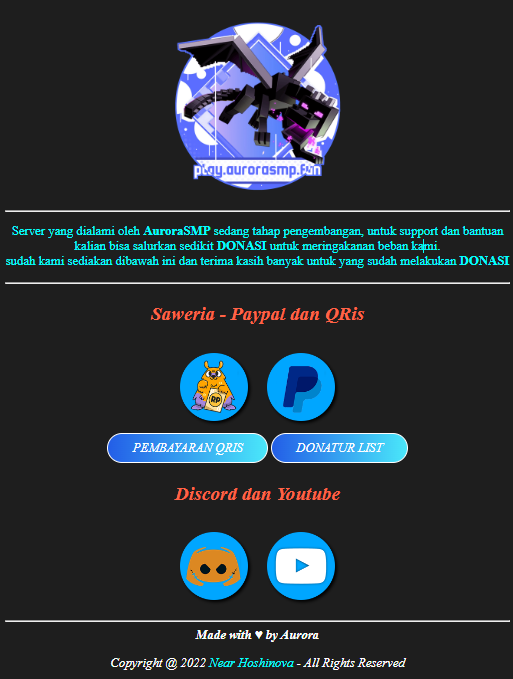 play.aurorasmp.fun
Server yang dialami oleh AuroraSMP sedang tahap pengembangan, untuk support dan bantuan
kalian bisa salurkan sedikit DONASI untuk meringakanan beban kami.
sudah kami sediakan dibawah ini dan terima kasih banyak untuk yang sudah melakukan DONASI
Saweria - Paypal dan QRis
RP
PEMBAYARAN QRIS
DONATUR LIST
Discord dan Youtube
Made with ♥ by Aurora
Copyright @ 2022 Near Hoshinova - All Rights Reserved